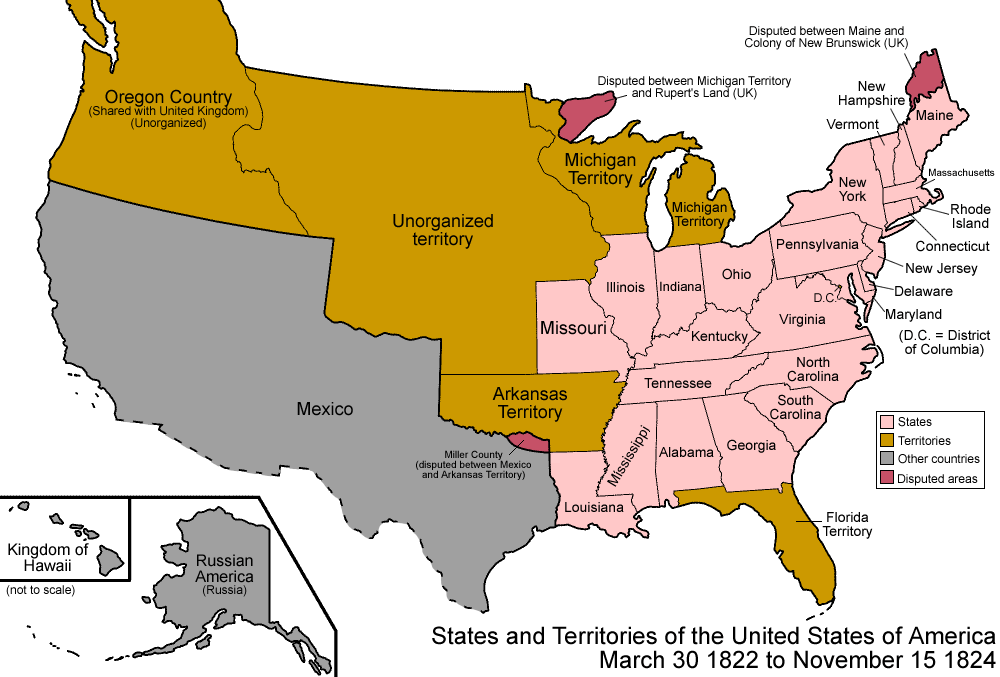 Disputed between Maine and
Colony of New Brunswick (UK)
Disputed between Michigan Territory
and Rupert's Land (UK)
Oregon Country
(Shared with United Kingdom)
(Unorganized)
New
Hampshire
Maine
Vermont
Michigan
Territory
Massachusetts
New
York
Michigan
Territory
Rhode
Island
Unorganized
territory
Connecticut
Pennsylvania
New Jersey
Ohio
Illinois
Indiana
Delaware
D.C.
Maryland
Missouri
Virginia
Kentucky
(D.C. = District
of Columbia)
North
Carolina
Tennessee
Arkansas
Territory
South
Carolina
Mexico
States
Territories
Other countries
Disputed areas
Mississippi
Alabama
Georgia
Miller County
(disputed between Mexico
and Arkansas Territory)
Louisiana
Florida
Territory
Kingdom of
Hawaii
(not to scale)
Russian
America
(Russia)
States and Territories of the United States of America
March 30 1822 to November 15 1824